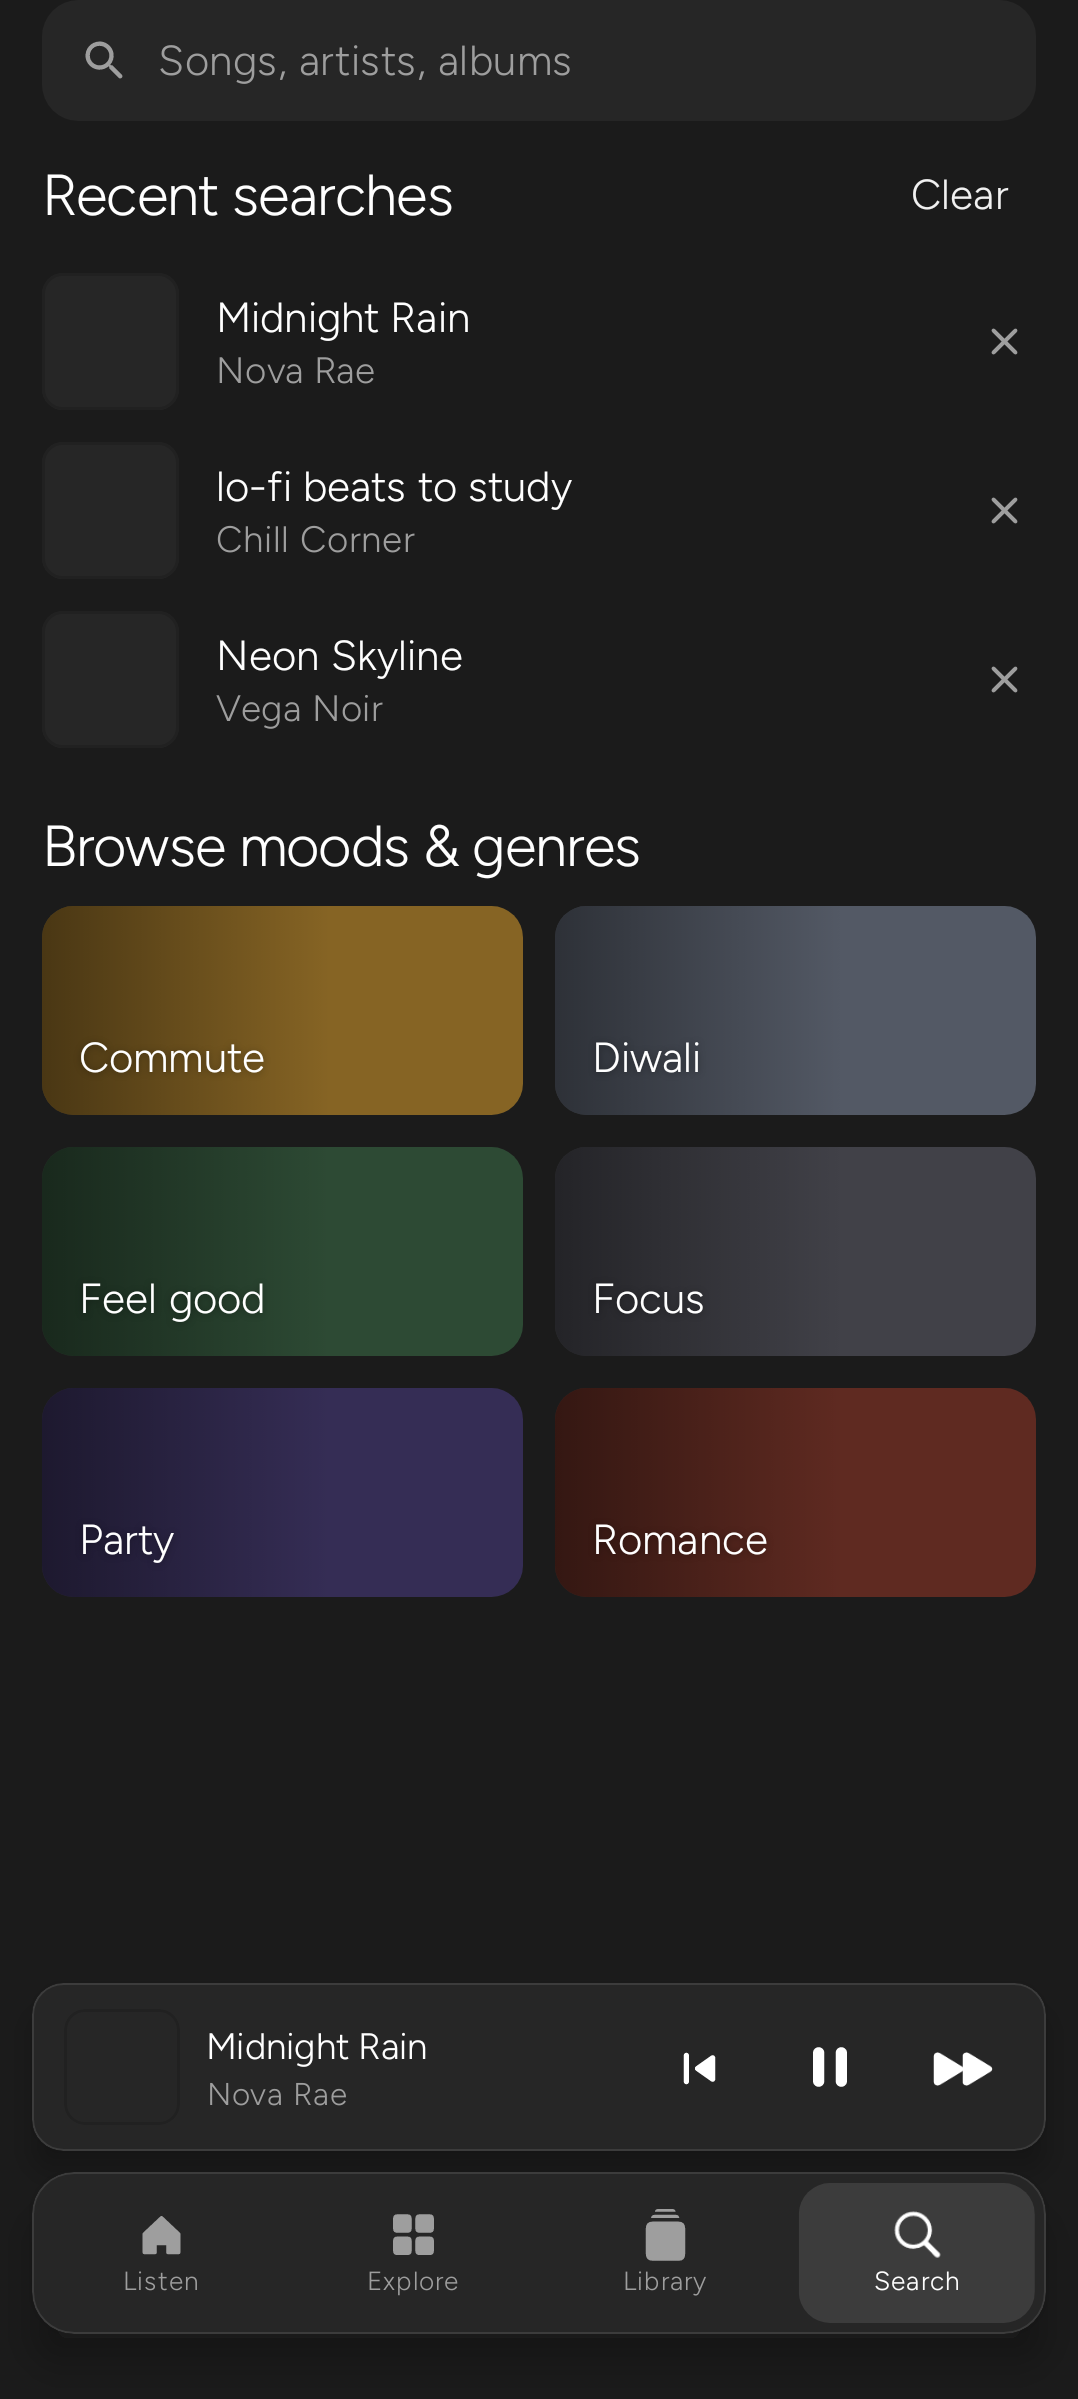 Songs, artists, albums
Recent searches
Clear
Midnight Rain
Nova Rae
lo-fi beats to study
Chill Corner
Neon Skyline
Vega Noir
Browse moods & genres
Commute
Diwali
Feel good
Focus
Party
Romance
Midnight Rain
Nova Rae
Listen
Explore
Library
Search